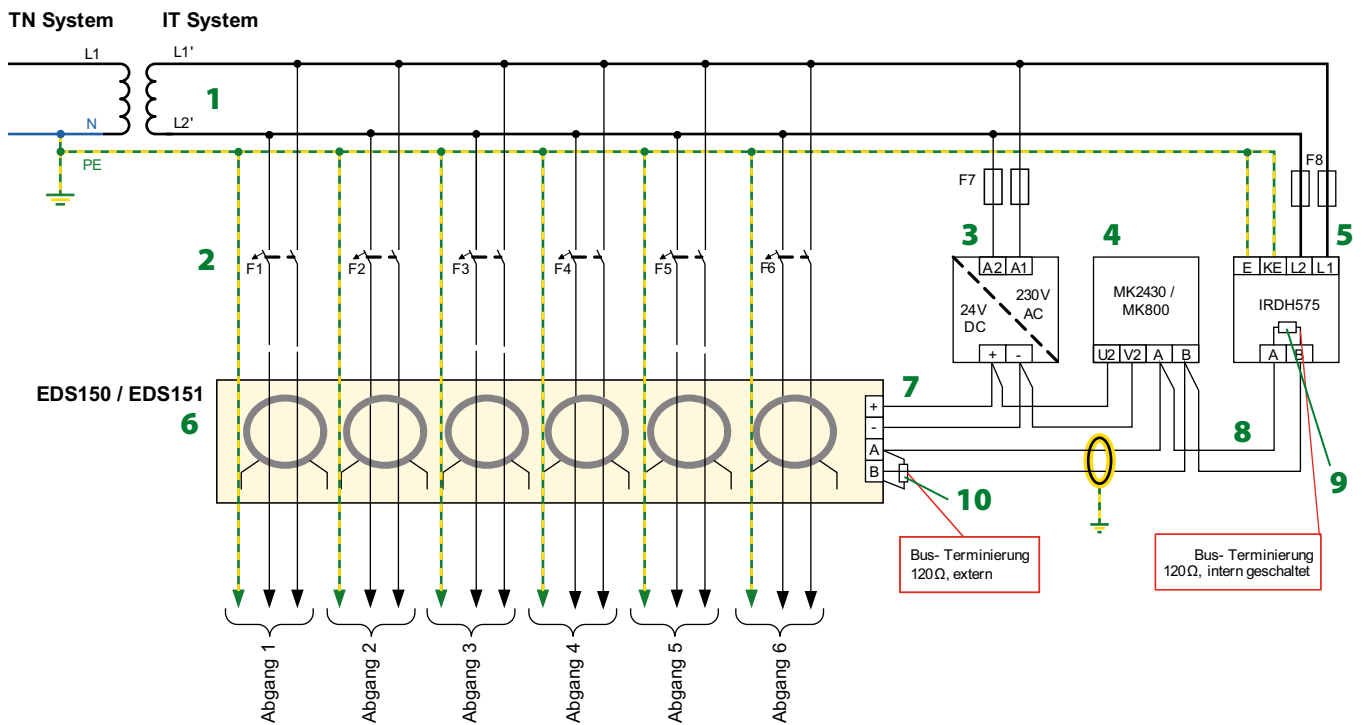 TN System
IT System
L1
L1'
1
N
L2'
PE
F7
F8
2
3
4
5
F1
F2
F3
F4
F5
F6
A2 A1
E KE L2 L1
24V
DC
230V
AC
MK2430 /
MK800
IRDH575
+ -
U2 V2 A B
A B
EDS150 / EDS151
6
7
+
-
A
B
8
9
10
Bus- Terminierung
120Ω, extern
Bus- Terminierung
120Ω, intern geschaltet
Abgang 1
Abgang 2
Abgang 3
Abgang 4
Abgang 5
Abgang 6